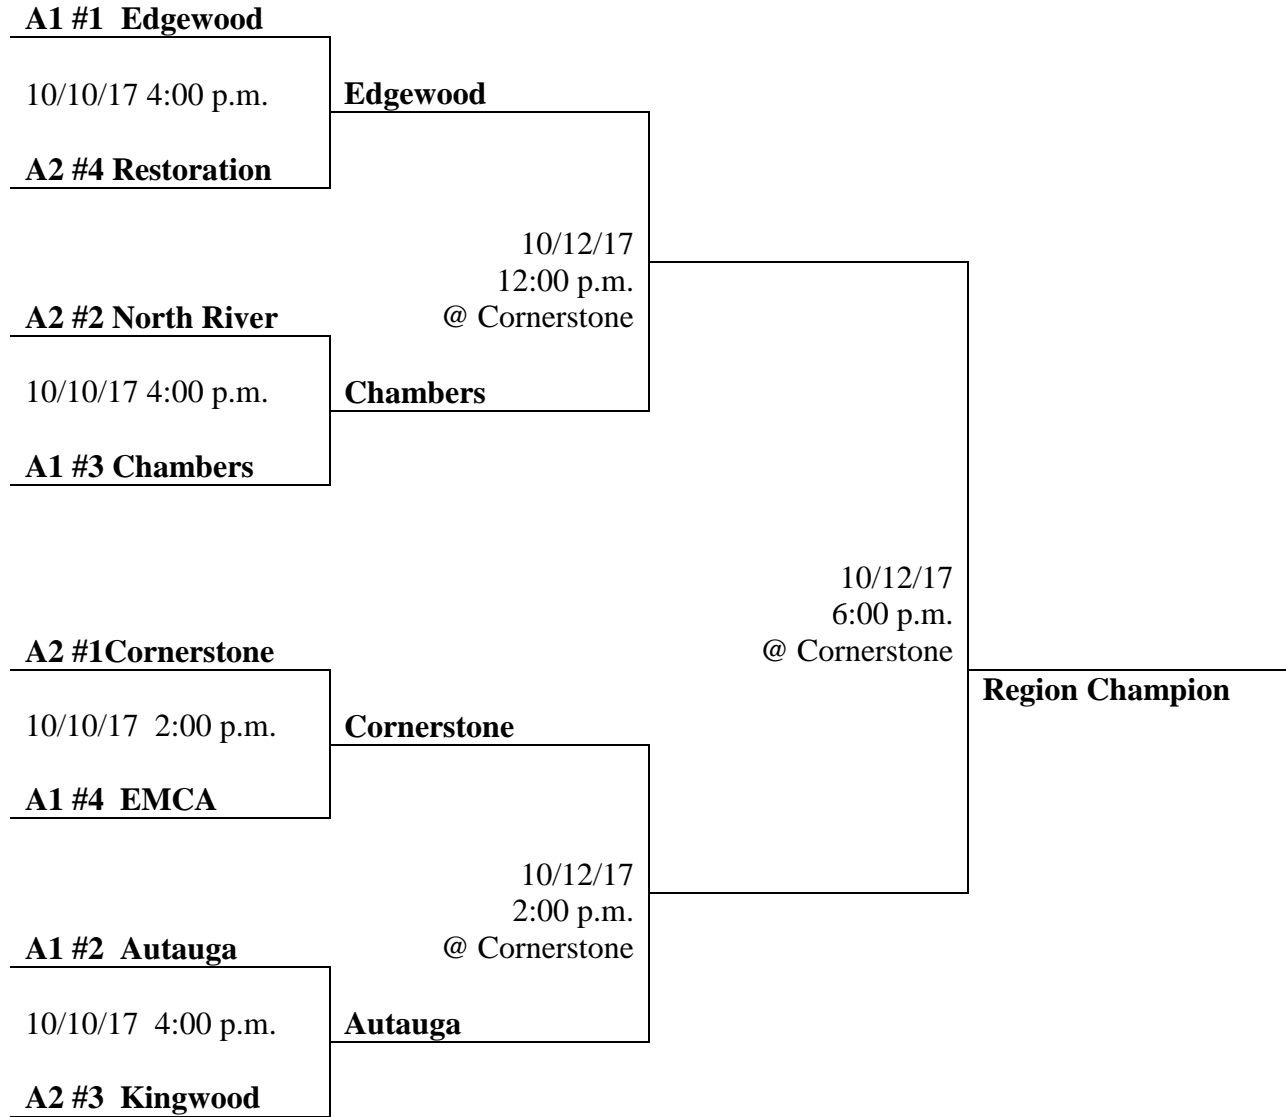 A1 #1  Edgewood
10/10/17 4:00 p.m.
Edgewood
A2 #4 Restoration
10/12/17
12:00 p.m.
@ Cornerstone
A2 #2 North River
10/10/17 4:00 p.m.
Chambers
A1 #3 Chambers
10/12/17
6:00 p.m.
@ Cornerstone
Region Champion
A2 #1Cornerstone
10/10/17  2:00 p.m.
Cornerstone
A1 #4  EMCA
10/12/17
2:00 p.m.
@ Cornerstone
A1 #2  Autauga
10/10/17  4:00 p.m.
Autauga
A2 #3  Kingwood